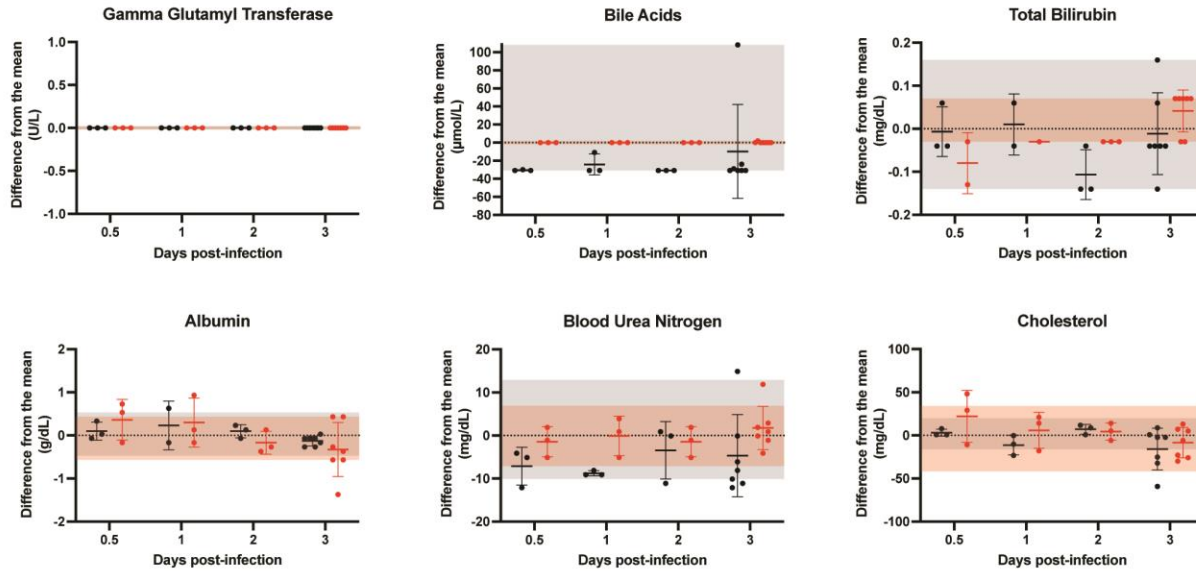 Gamma Glutamyl Transferase
Difference from the mean
(U/L)
1.0
0.5
0.0
-0.5
-1.0
0.5 1 2 3
Days post-infection
Bile Acids
Difference from the mean
(µmol/L)
100
80
60
40
20
0
-20
-40
-60
-80
0.5 1 2 3
Days post-infection
Total Bilirubin
Difference from the mean
(mg/dL)
0.2
0.1
0.0
-0.1
-0.2
0.5 1 2 3
Days post-infection
Albumin
Difference from the mean
(g/dL)
2
1
0
-1
-2
0.5 1 2 3
Days post-infection
Blood Urea Nitrogen
Difference from the mean
(mg/dL)
20
10
0
-10
-20
0.5 1 2 3
Days post-infection
Cholesterol
Difference from the mean
(mg/dL)
100
50
0
-50
-100
0.5 1 2 3
Days post-infection